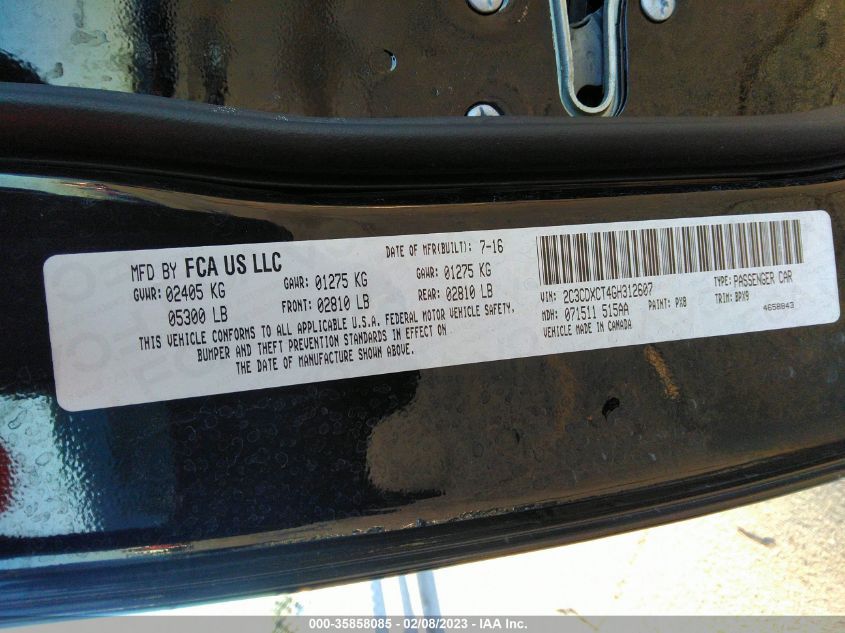 MFD BY FCA US LLC
DATE OF MFR(BUILT): 7-16
GVWR: 02405 KG
GAWR: 01275 KG
GAWR: 01275 KG
05300 LB
FRONT: 02810 LB
REAR: 02810 LB
THIS VEHICLE CONFORMS TO ALL APPLICABLE U.S.A. FEDERAL MOTOR VEHICLE SAFETY,
BUMPER AND THEFT PREVENTION STANDARDS IN EFFECT ON
THE DATE OF MANUFACTURE SHOWN ABOVE.
VIN: 2C3CDXCT4GH312607
TYPE: PASSENGER CAR
MDH: 071511 515AA
PAINT: PX8
TRIM: BPX9
VEHICLE MADE IN CANADA
4658843
000-35858085 - 02/08/2023 - IAA Inc.